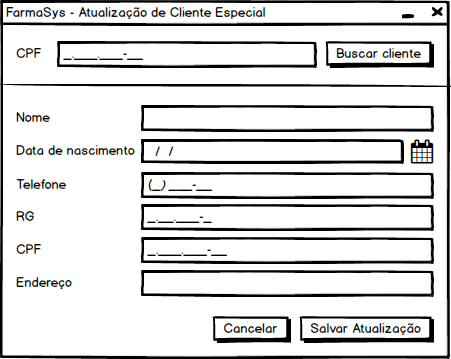 FarmaSys - Atualização de Cliente Especial
CPF _.___.___-__ Buscar cliente
Nome
Data de nascimento / /
Telefone (_) ___-__
RG _.__.___-_
CPF _.___.___-__
Endereço
Cancelar Salvar Atualização